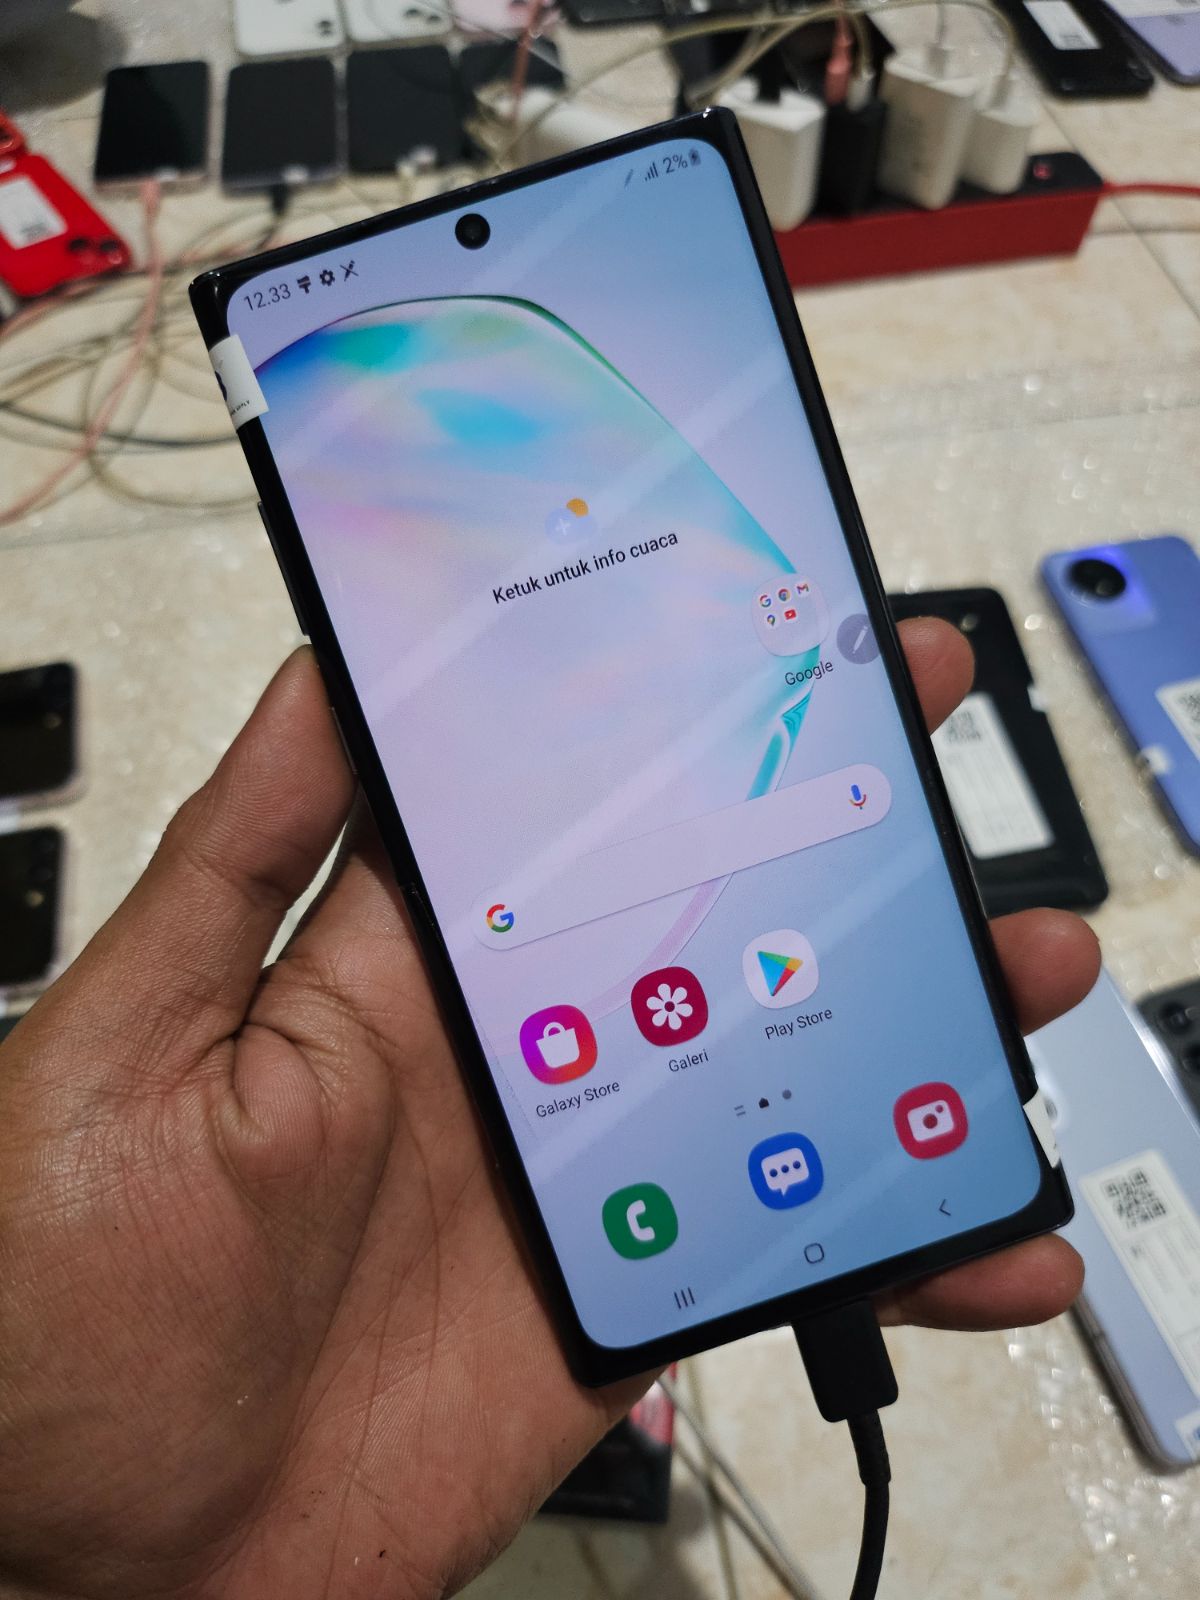 12.33
2%
Ketuk untuk info cuaca
Google
Galaxy Store
Galeri
Play Store